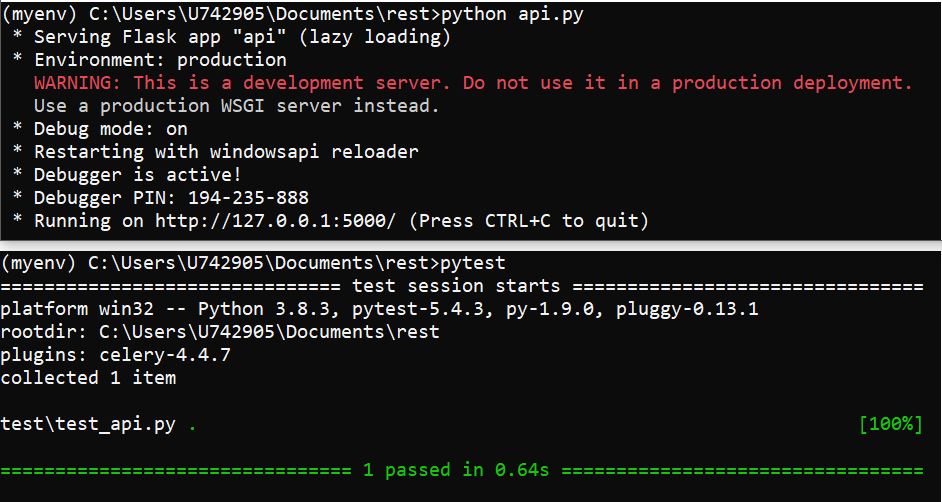 (myenv) C:\Users\U742905\Documents\rest>python api.py
 * Serving Flask app "api" (lazy loading)
 * Environment: production
   WARNING: This is a development server. Do not use it in a production deployment.
   Use a production WSGI server instead.
 * Debug mode: on
 * Restarting with windowsapi reloader
 * Debugger is active!
 * Debugger PIN: 194-235-888
 * Running on http://127.0.0.1:5000/ (Press CTRL+C to quit)
(myenv) C:\Users\U742905\Documents\rest>pytest
=============================== test session starts ================================
platform win32 -- Python 3.8.3, pytest-5.4.3, py-1.9.0, pluggy-0.13.1
rootdir: C:\Users\U742905\Documents\rest
plugins: celery-4.4.7
collected 1 item
test\test_api.py . [100%]
================================ 1 passed in 0.64s =================================